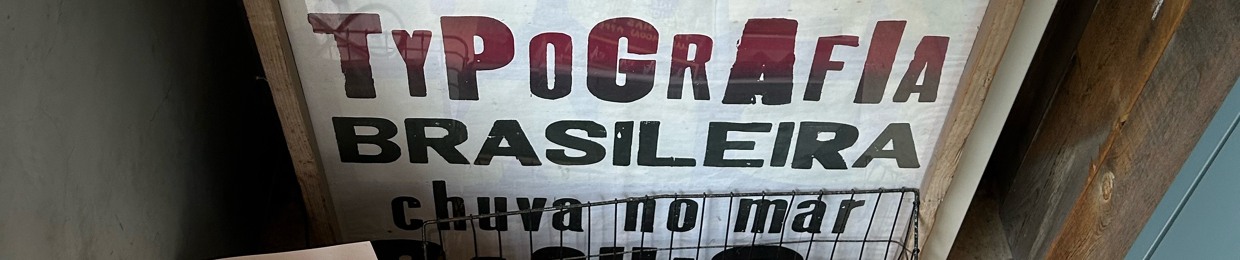 TYPOGRAFIA
BRASILEIRA
chuva no mar